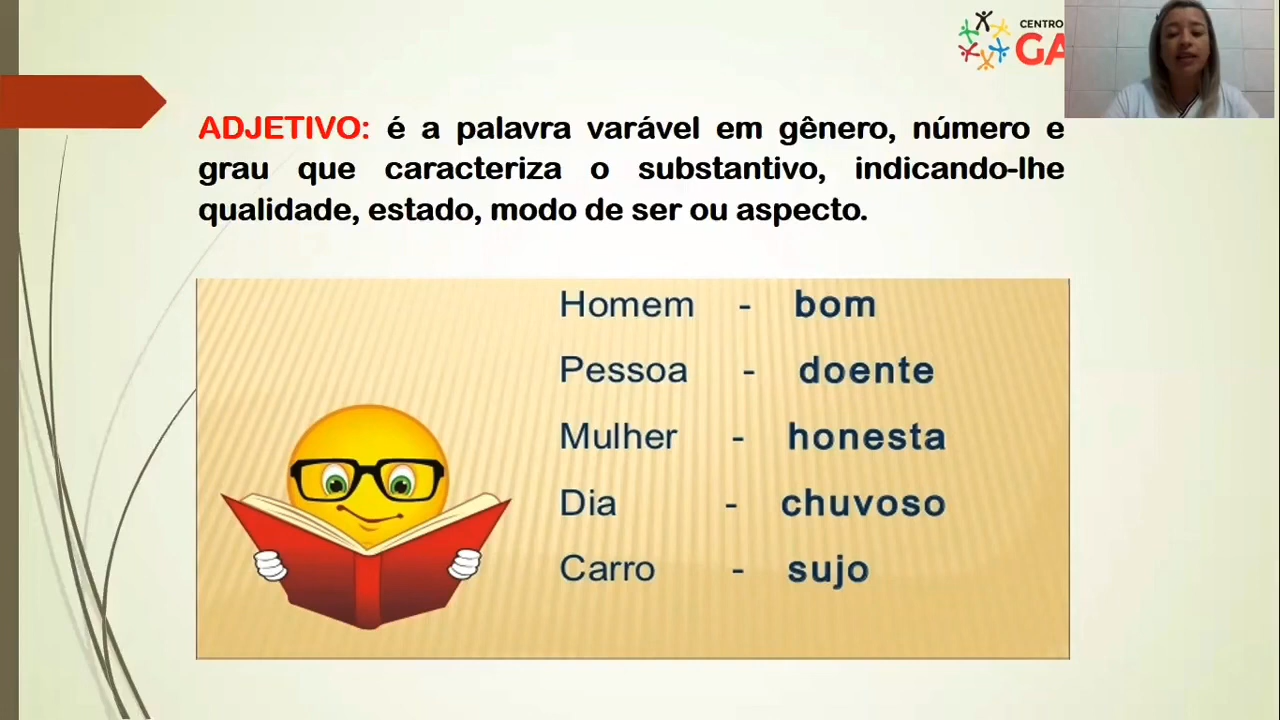 CENTRO
GA
ADJETIVO: é a palavra varável em gênero, número e
grau que caracteriza o substantivo, indicando-lhe
qualidade, estado, modo de ser ou aspecto.
Homem - bom
Pessoa - doente
Mulher - honesta
Dia - chuvoso
Carro - sujo